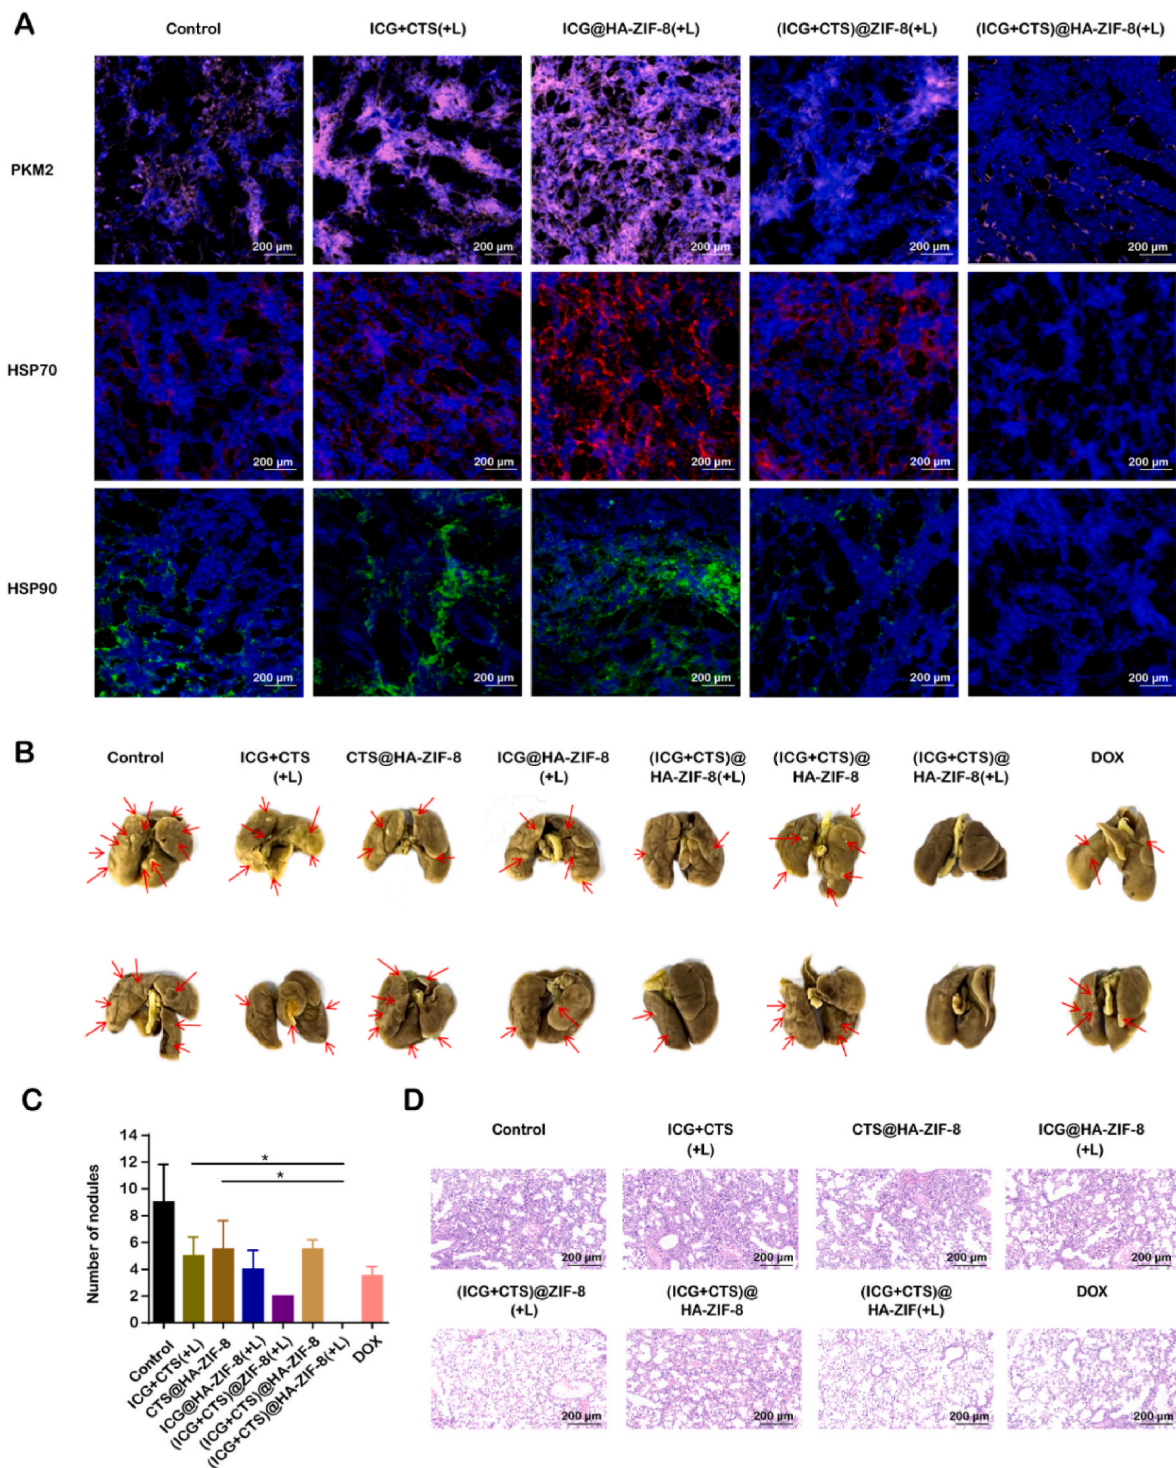 A
Control
ICG+CTS(+L)
ICG@HA-ZIF-8(+L)
(ICG+CTS)@ZIF-8(+L)
(ICG+CTS)@HA-ZIF-8(+L)
PKM2
200 µm
200 µm
200 µm
200 µm
200 µm
HSP70
200 µm
200 µm
200 µm
200 µm
200 µm
HSP90
200 µm
200 µm
200 µm
200 µm
200 µm
B
Control
ICG+CTS
(+L)
CTS@HA-ZIF-8
ICG@HA-ZIF-8
(+L)
(ICG+CTS)@
HA-ZIF-8(+L)
(ICG+CTS)@
HA-ZIF-8
(ICG+CTS)@
HA-ZIF-8(+L)
DOX
C
Number of nodules
14
12
10
8
6
4
2
0
*
*
Control
ICG+CTS(+L)
CTS@HA-ZIF-8
ICG@HA-ZIF-8(+L)
(ICG+CTS)@ZIF-8(+L)
(ICG+CTS)@HA-ZIF-8
(ICG+CTS)@HA-ZIF-8(+L)
DOX
D
Control
ICG+CTS
(+L)
CTS@HA-ZIF-8
ICG@HA-ZIF-8
(+L)
200 µm
200 µm
200 µm
200 µm
(ICG+CTS)@ZIF-8
(+L)
(ICG+CTS)@
HA-ZIF-8
(ICG+CTS)@
HA-ZIF(+L)
DOX
200 µm
200 µm
200 µm
200 µm